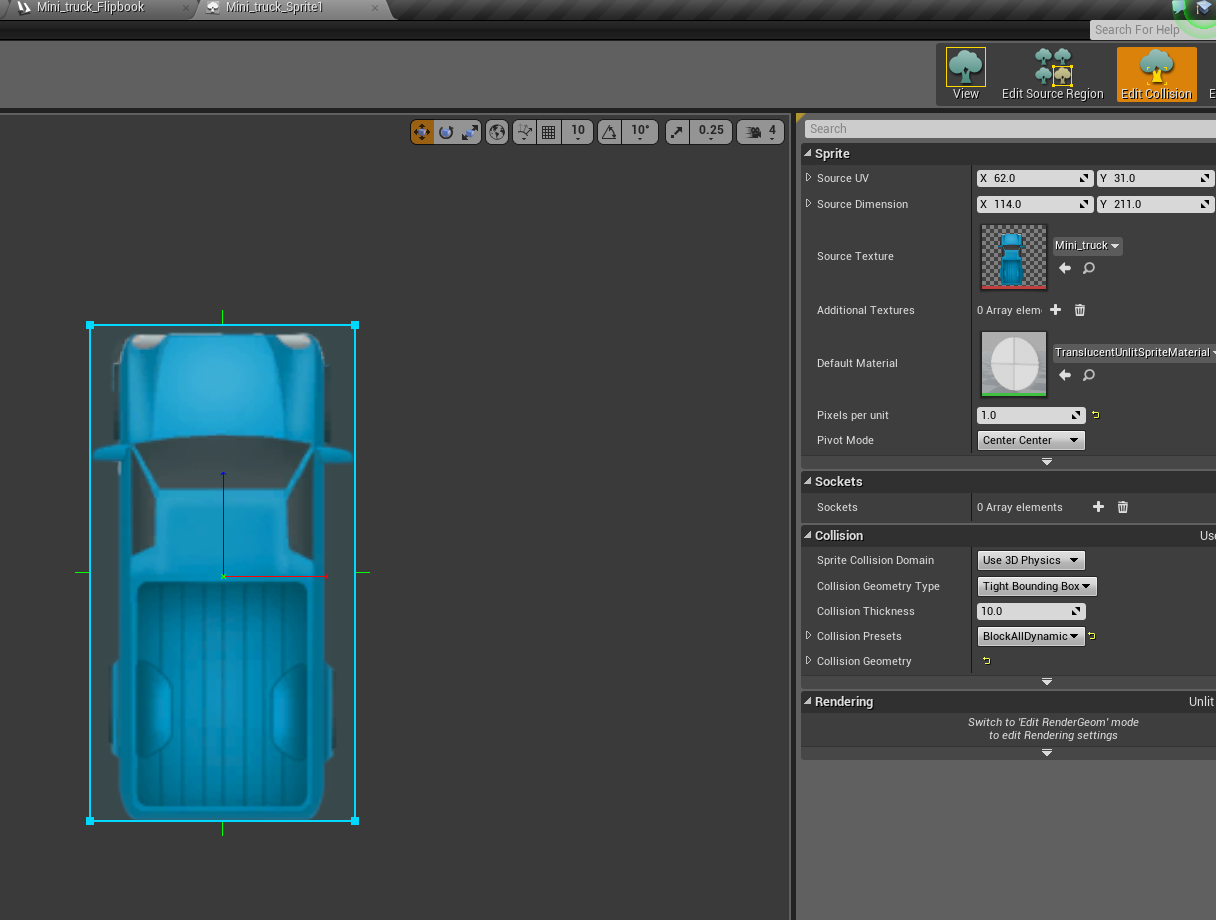 Mini_truck_Flipbook
Mini_truck_Sprite1
Search For Help
View
Edit Source Region
Edit Collision
10
10°
0.25
4
Search
Sprite
Source UV
X 62.0
Y 31.0
Source Dimension
X 114.0
Y 211.0
Source Texture
Mini_truck
Additional Textures
0 Array elem
Default Material
TranslucentUnlitSpriteMaterial
Pixels per unit
1.0
Pivot Mode
Center Center
Sockets
Sockets
0 Array elements
Collision
Use
Sprite Collision Domain
Use 3D Physics
Collision Geometry Type
Tight Bounding Box
Collision Thickness
10.0
Collision Presets
BlockAllDynamic
Collision Geometry
Rendering
Unlit
Switch to 'Edit RenderGeom' mode
to edit Rendering settings